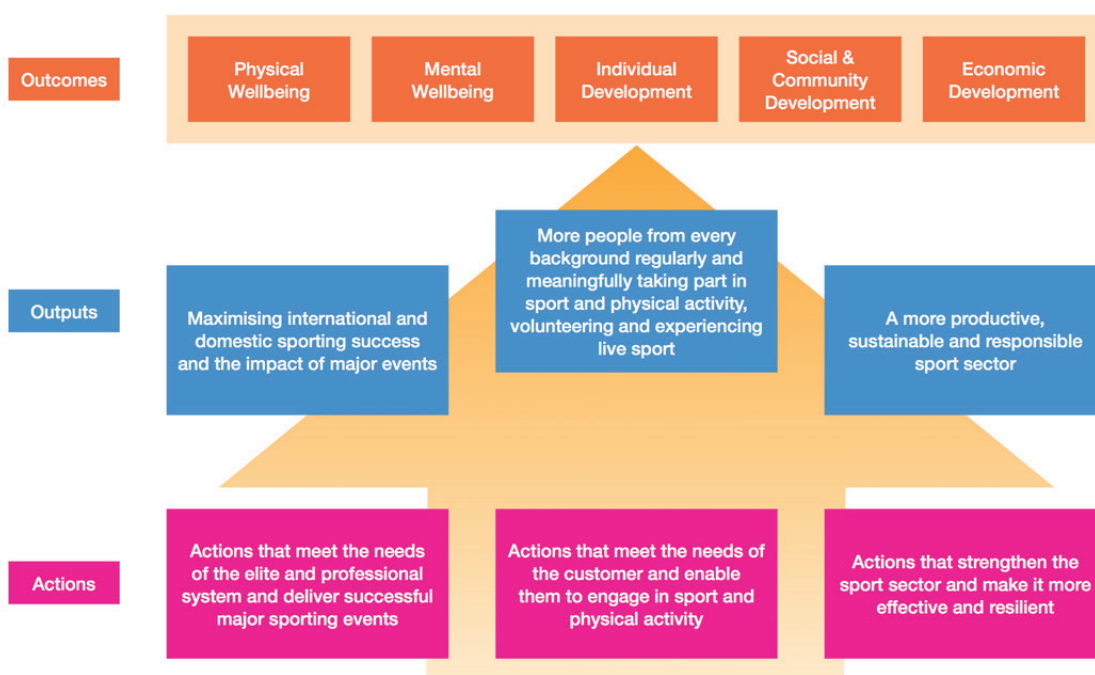 Outcomes
Physical
Wellbeing
Mental
Wellbeing
Individual
Development
Social &
Community
Development
Economic
Development
Outputs
Maximising international and
domestic sporting success
and the impact of major events
More people from every
background regularly and
meaningfully taking part in
sport and physical activity,
volunteering and experiencing
live sport
A more productive,
sustainable and responsible
sport sector
Actions
Actions that meet the needs
of the elite and professional
system and deliver successful
major sporting events
Actions that meet the needs of
the customer and enable
them to engage in sport and
physical activity
Actions that strengthen the
sport sector and make it more
effective and resilient